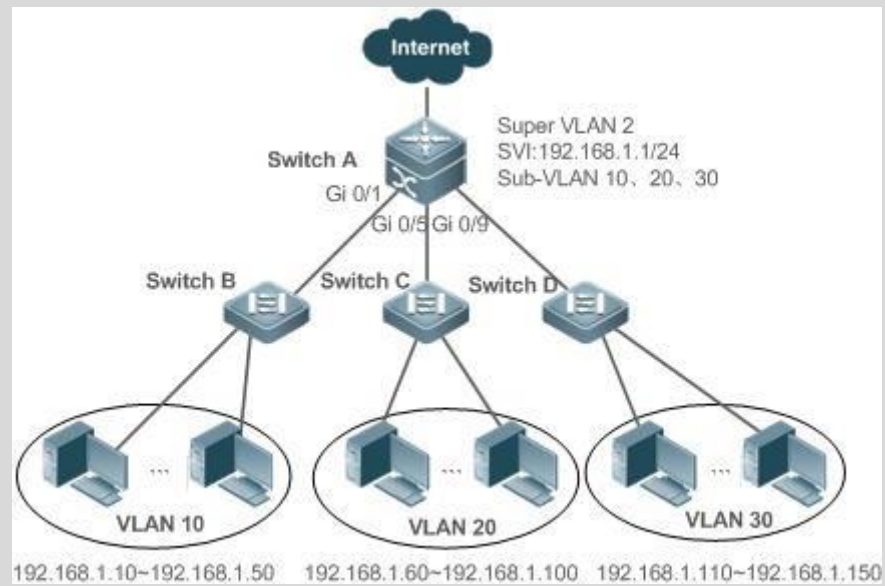 Internet
Super VLAN 2
SVI:192.168.1.1/24
Sub-VLAN 10、20、30
Switch A
Gi 0/1
Gi 0/5
Gi 0/9
Switch B
Switch C
Switch D
...
...
...
VLAN 10
VLAN 20
VLAN 30
192.168.1.10~192.168.1.50
192.168.1.60~192.168.1.100
192.168.1.110~192.168.1.150